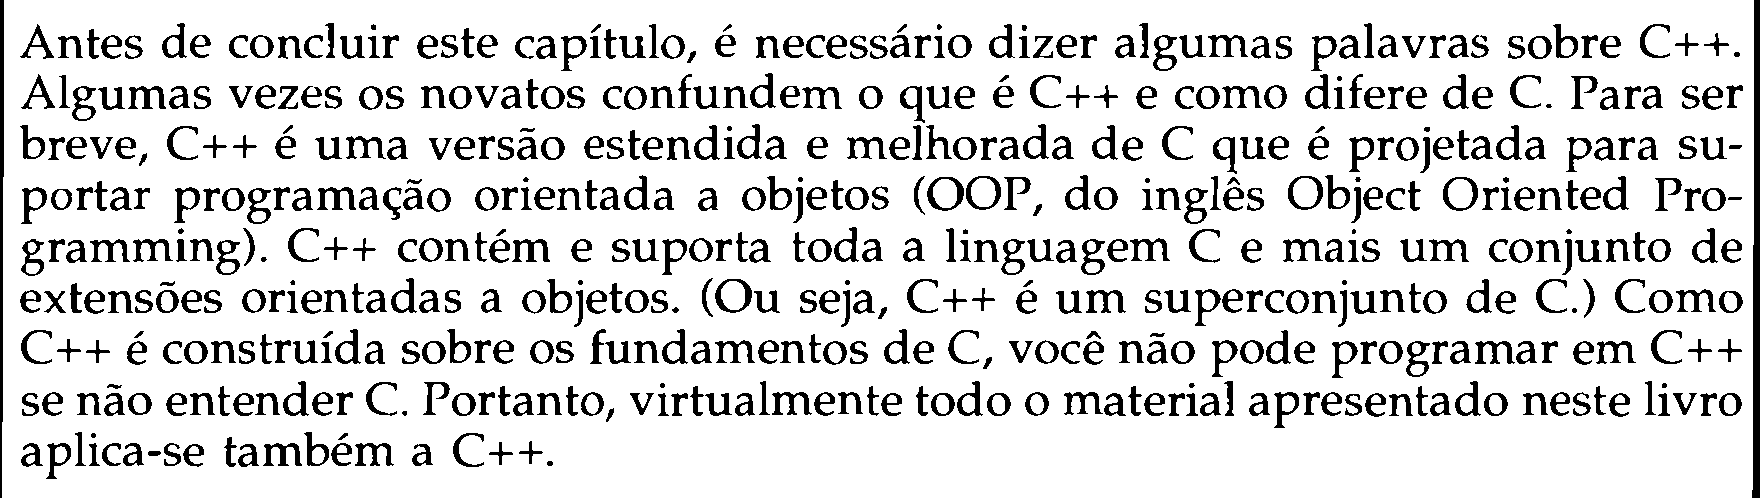 Antes de concluir este capítulo, é necessário dizer algumas palavras sobre C++.
Algumas vezes os novatos confundem o que é C++ e como difere de C. Para ser
breve, C++ é uma versão estendida e melhorada de C que é projetada para su-
portar programação orientada a objetos (OOP, do inglês Object Oriented Pro-
gramming). C++ contém e suporta toda a linguagem C e mais um conjunto de
extensões orientadas a objetos. (Ou seja, C++ é um superconjunto de C.) Como
C++ é construída sobre os fundamentos de C, você não pode programar em C++
se não entender C. Portanto, virtualmente todo o material apresentado neste livro
aplica-se também a C++.